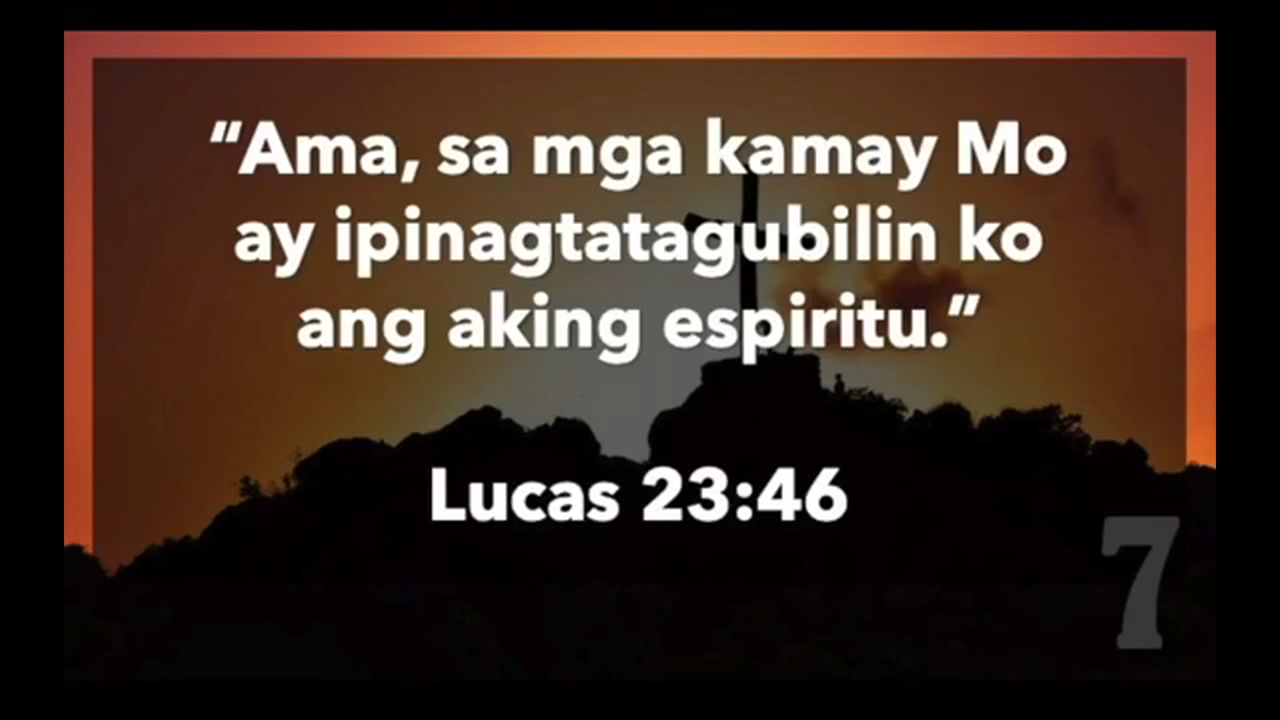 “Ama, sa mga kamay Mo
ay ipinagtatagubilin ko
ang aking espiritu.”
Lucas 23:46
7